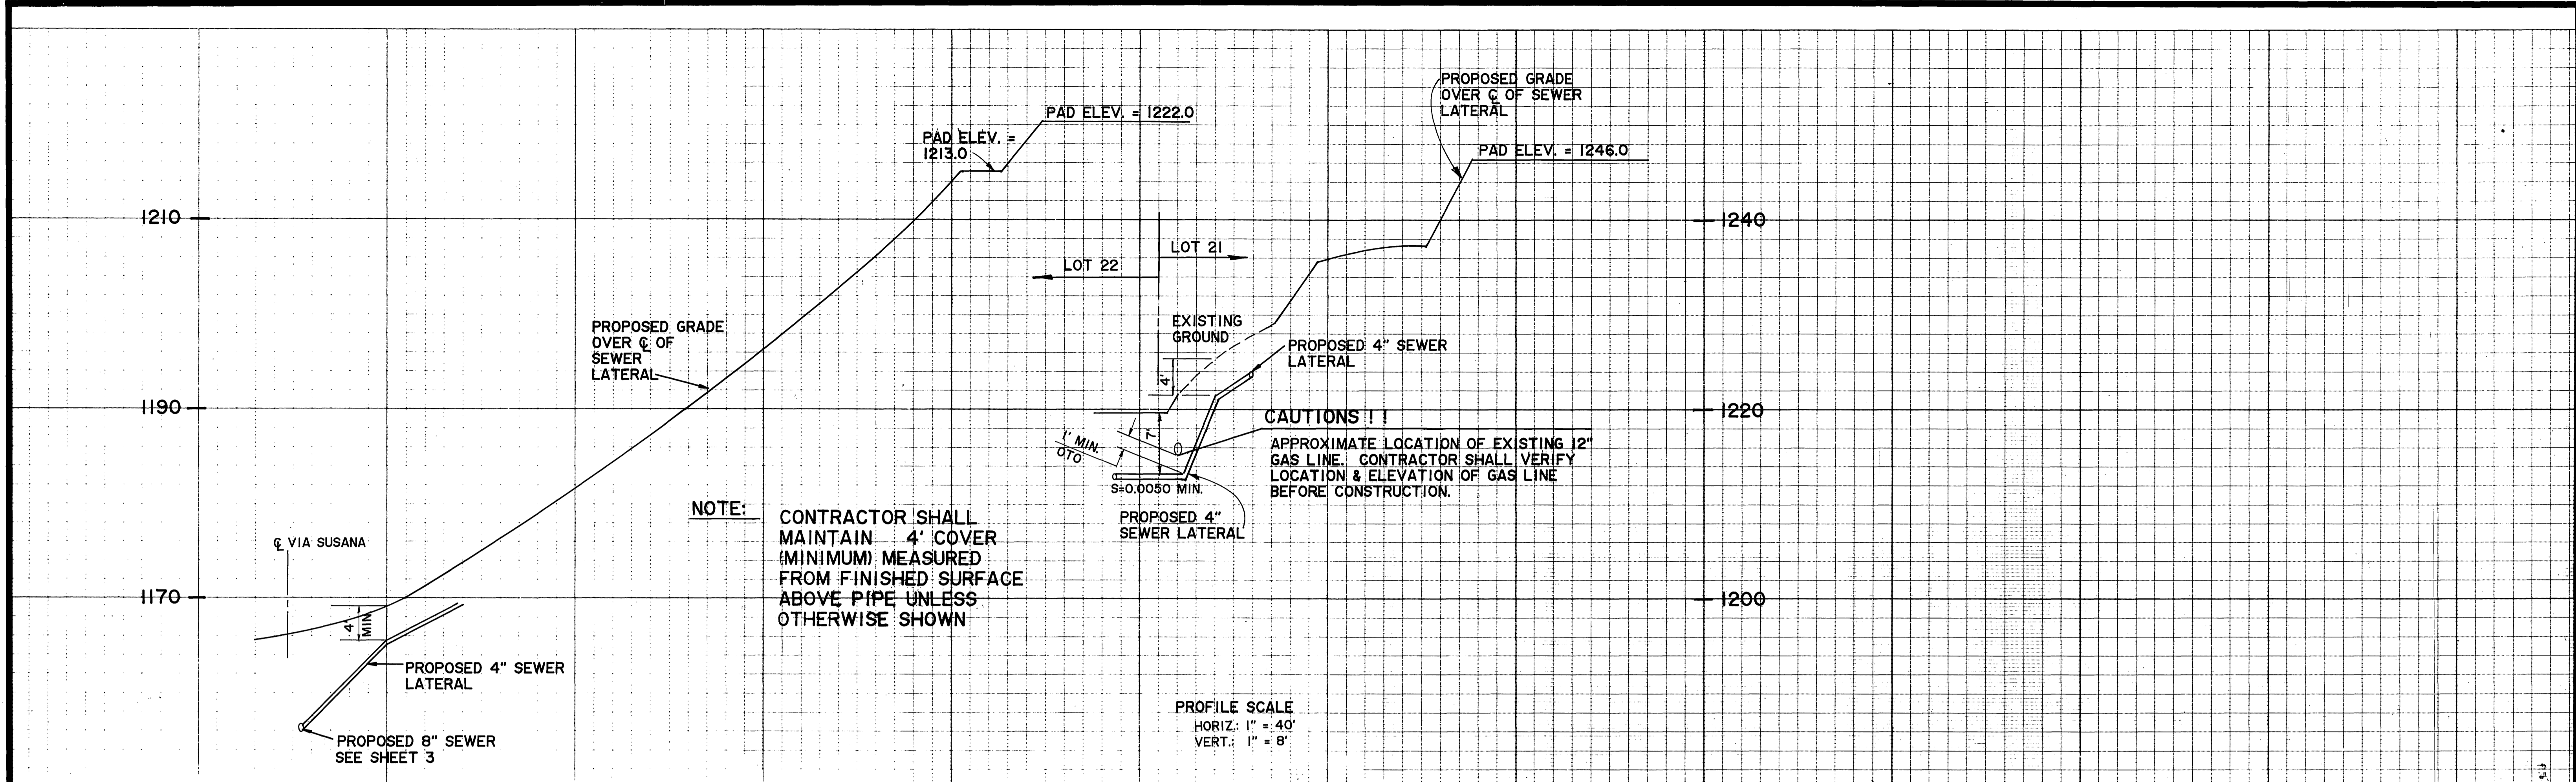 PROPOSED GRADE
OVER ℄ OF SEWER
LATERAL
PAD ELEV. = 1222.0
PAD ELEV. =
1213.0
PAD ELEV. = 1246.0
1210
1240
LOT 21
LOT 22
PROPOSED GRADE
OVER ℄ OF
SEWER
LATERAL
EXISTING
GROUND
PROPOSED 4" SEWER
LATERAL
4'
1190
1220
CAUTIONS ! !
7'
1' MIN.
OTO
APPROXIMATE LOCATION OF EXISTING 12"
GAS LINE. CONTRACTOR SHALL VERIFY
LOCATION & ELEVATION OF GAS LINE
BEFORE CONSTRUCTION.
S=0.0050 MIN.
PROPOSED 4"
SEWER LATERAL
NOTE:
CONTRACTOR SHALL
MAINTAIN 4' COVER
(MINIMUM) MEASURED
FROM FINISHED SURFACE
ABOVE PIPE UNLESS
OTHERWISE SHOWN
℄ VIA SUSANA
1170
1200
4'
MIN.
PROPOSED 4" SEWER
LATERAL
PROPOSED 8" SEWER
SEE SHEET 3
PROFILE SCALE
HORIZ.: 1" = 40'
VERT.: 1" = 8'